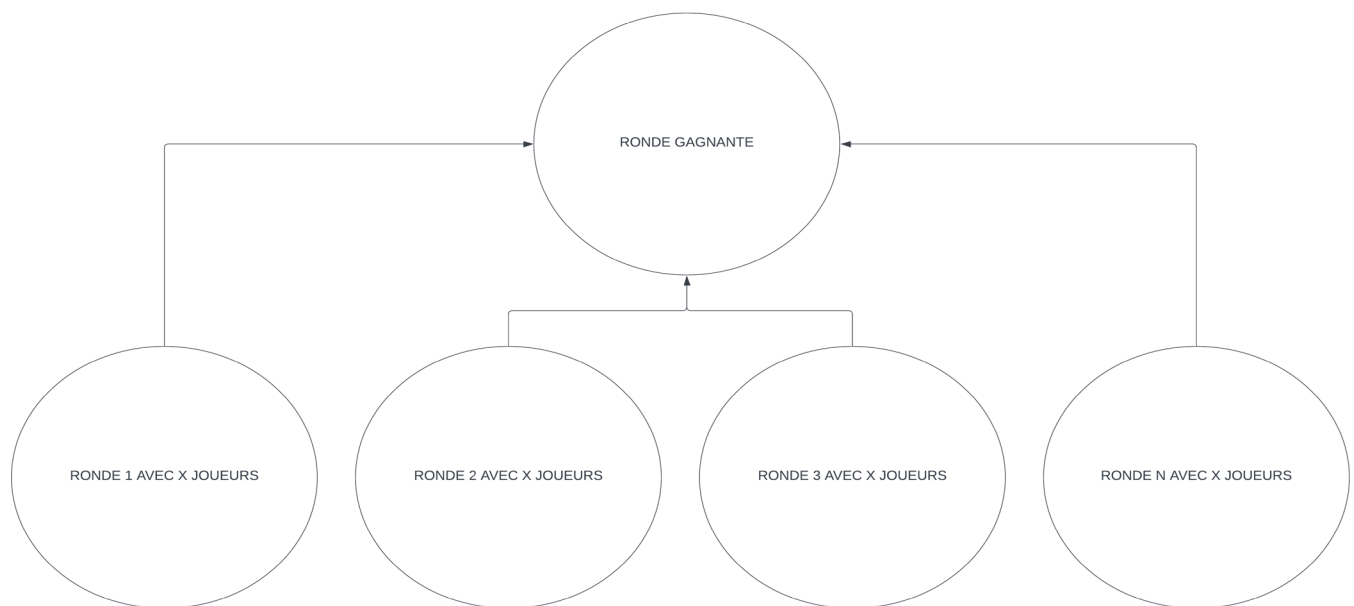 RONDE GAGNANTE
RONDE 1 AVEC X JOUEURS
RONDE 2 AVEC X JOUEURS
RONDE 3 AVEC X JOUEURS
RONDE N AVEC X JOUEURS